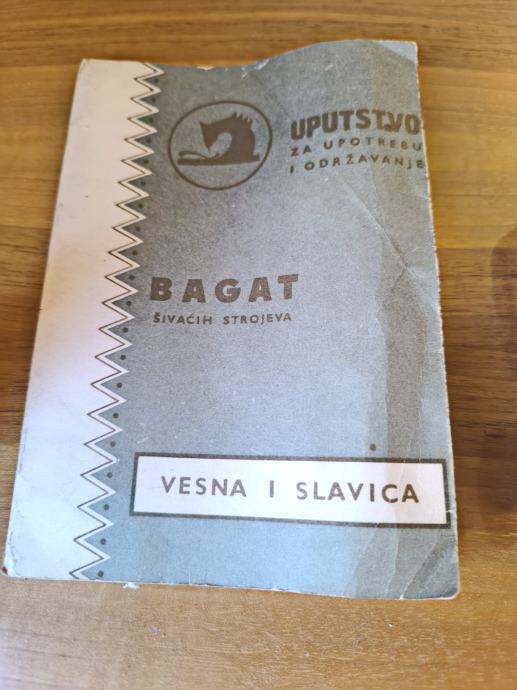 UPUTSTVO
ZA UPOTREBU
I ODRŽAVANJE
BAGAT
ŠIVAĆIH STROJEVA
VESNA I SLAVICA